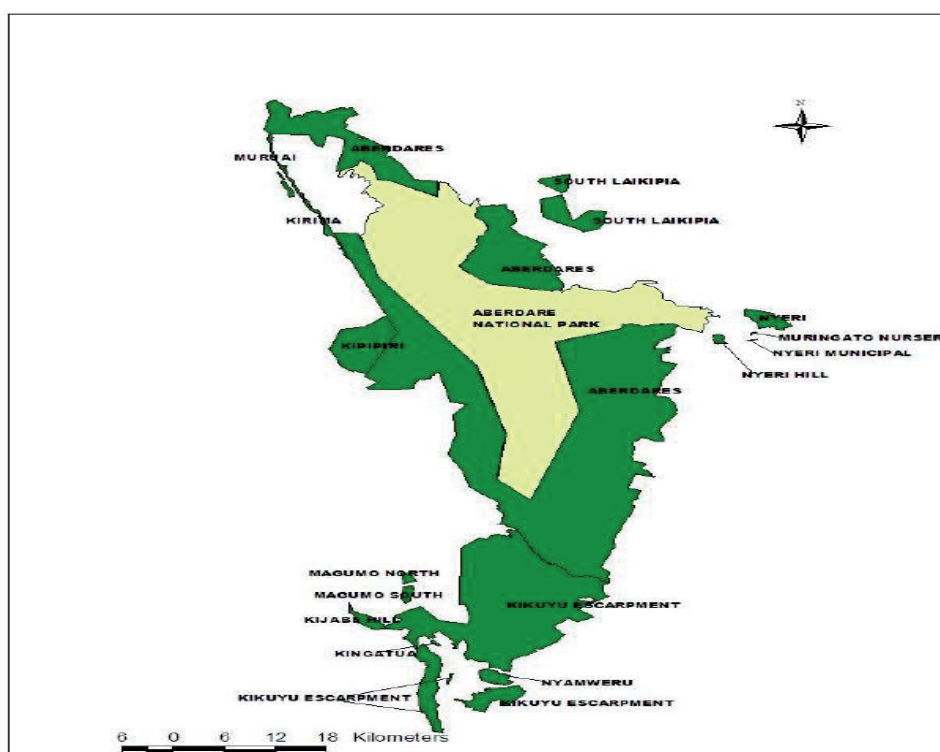 N
ABERDARES
MURUAI
SOUTH LAIKIPIA
KIRIMA
SOUTH LAIKIPIA
ABERDARES
ABERDARE
NATIONAL PARK
NYERI
MURINGATO NURSER
NYERI MUNICIPAL
KIPIPIRI
NYERI HILL
ABERDARES
MAGUMO NORTH
MAGUMO SOUTH
KIKUYU ESCARPMENT
KIJABE HILL
KINGATUA
NYAMWERU
KIKUYU ESCARPMENT
KIKUYU ESCARPMENT
6 0 6 12 18 Kilometers